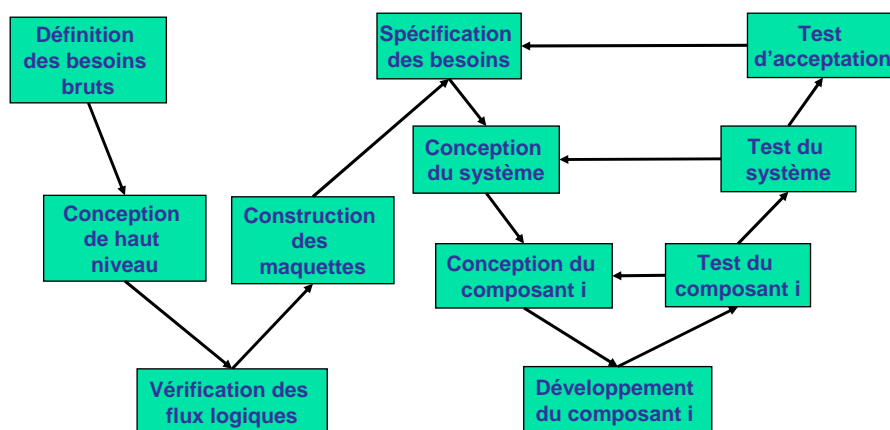 Définition
des besoins
bruts
Conception
de haut
niveau
Vérification des
flux logiques
Construction
des
maquettes
Spécification
des besoins
Conception
du système
Conception du
composant i
Développement
du composant i
Test du
composant i
Test du
système
Test
d’acceptation